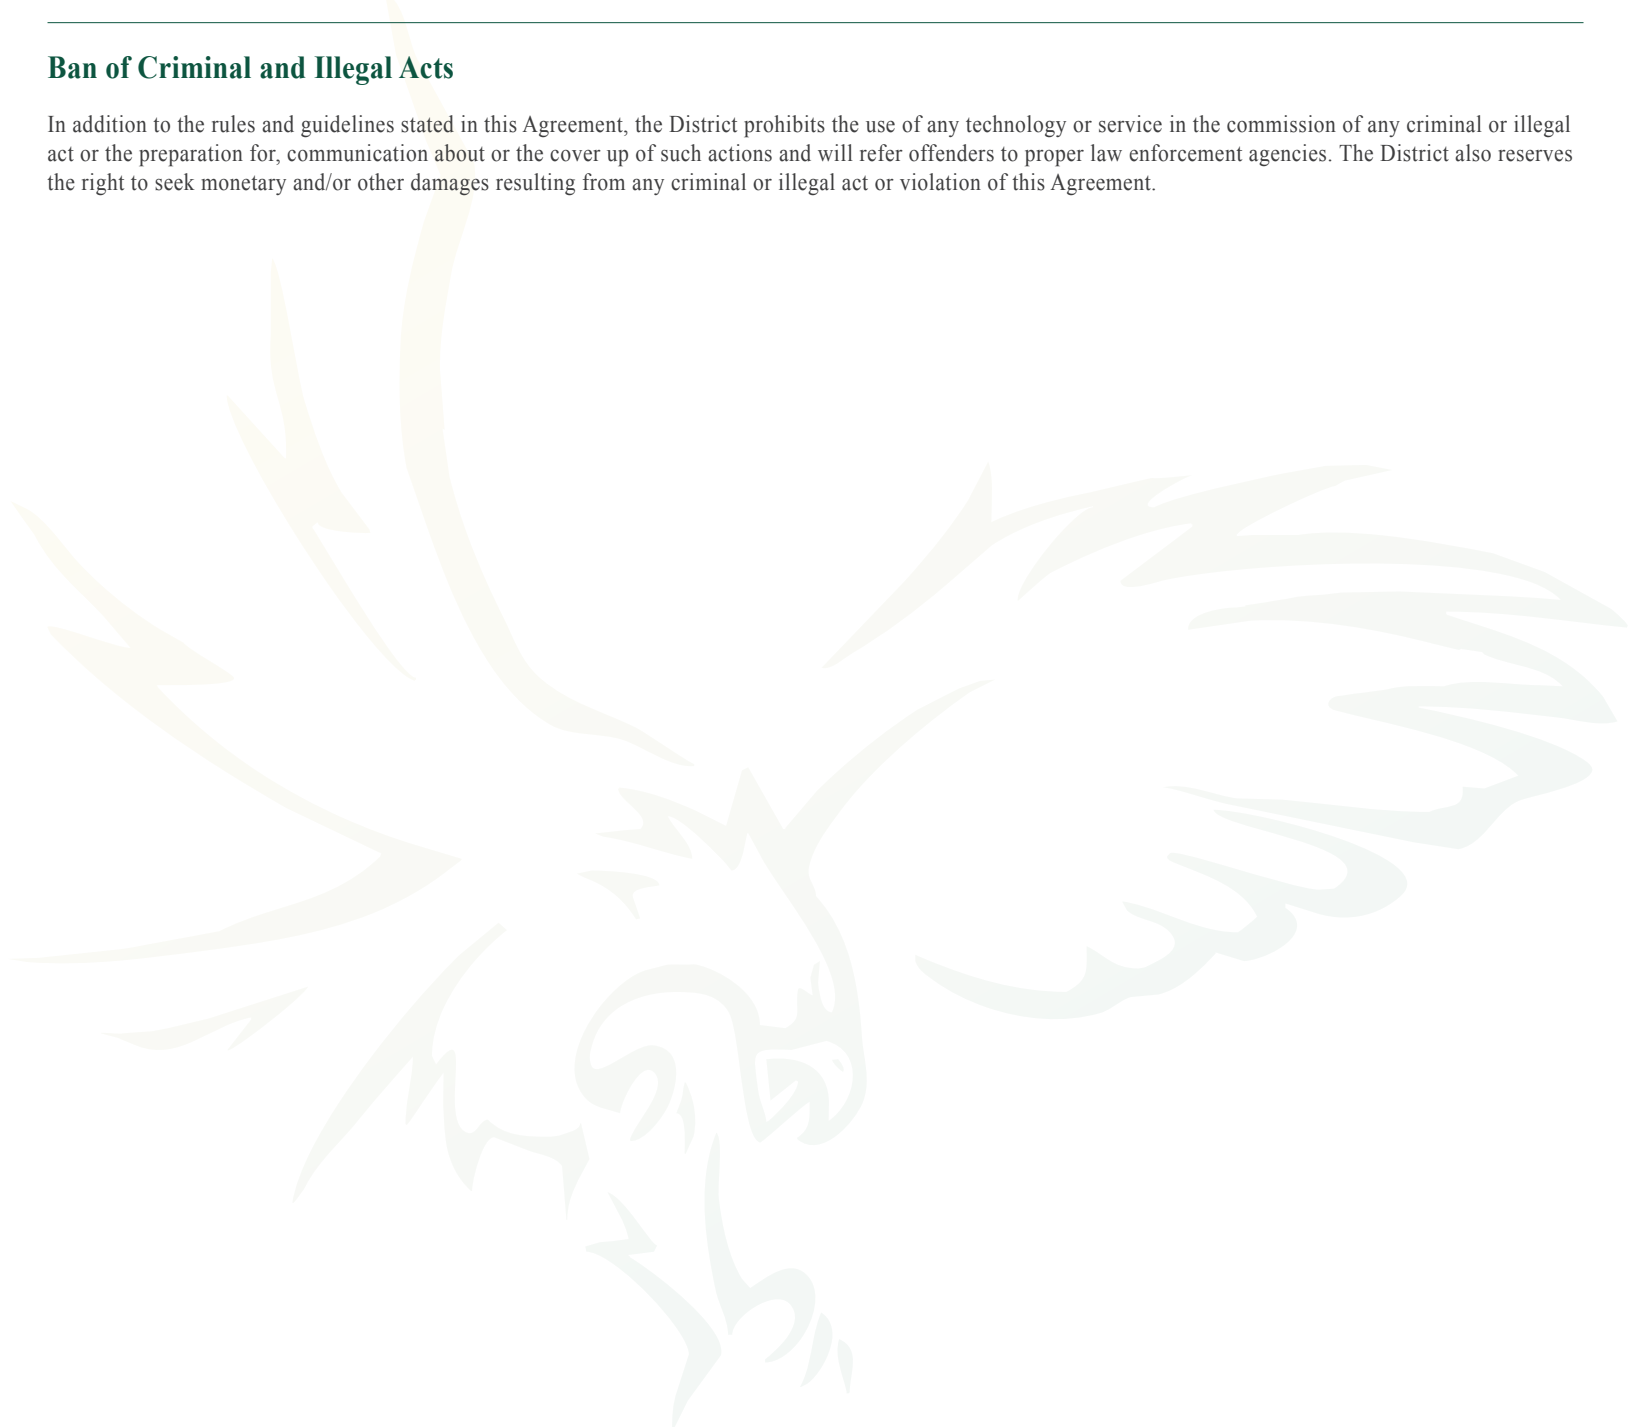 Ban of Criminal and Illegal Acts
In addition to the rules and guidelines stated in this Agreement, the District prohibits the use of any technology or service in the commission of any criminal or illegal
act or the preparation for, communication about or the cover up of such actions and will refer offenders to proper law enforcement agencies. The District also reserves
the right to seek monetary and/or other damages resulting from any criminal or illegal act or violation of this Agreement.